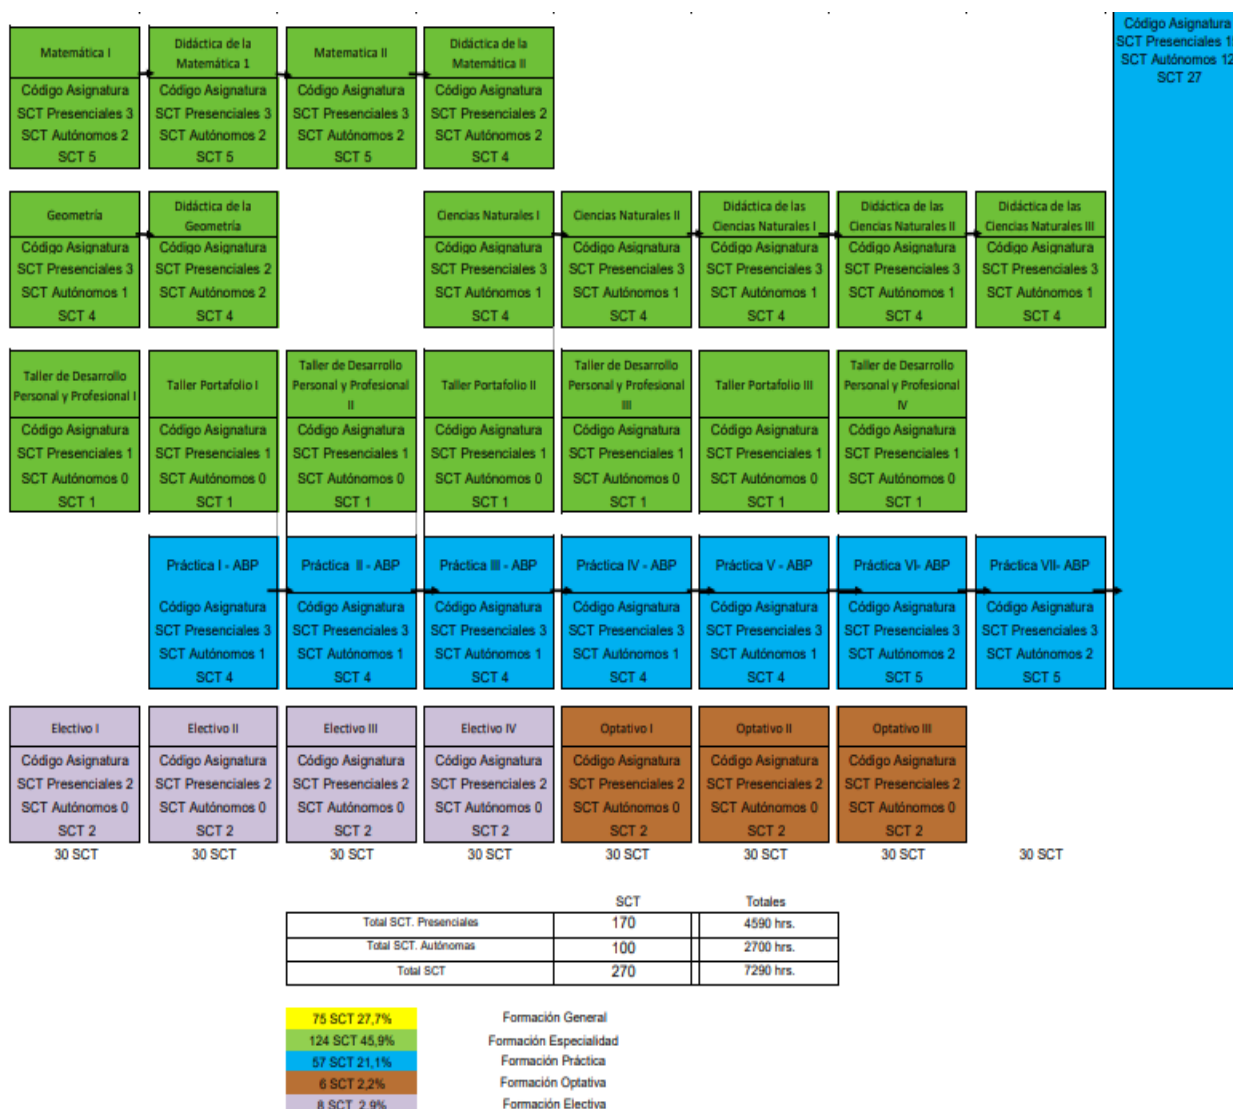 Código Asignatura
SCT Presenciales 1
SCT Autónomos 12
SCT 27
Matemática I
Código Asignatura
SCT Presenciales 3
SCT Autónomos 2
SCT 5
Didáctica de la
Matemática 1
Código Asignatura
SCT Presenciales 3
SCT Autónomos 2
SCT 5
Matematica II
Código Asignatura
SCT Presenciales 3
SCT Autónomos 2
SCT 5
Didáctica de la
Matemática II
Código Asignatura
SCT Presenciales 2
SCT Autónomos 2
SCT 4
Geometría
Código Asignatura
SCT Presenciales 3
SCT Autónomos 1
SCT 4
Didáctica de la
Geometría
Código Asignatura
SCT Presenciales 2
SCT Autónomos 2
SCT 4
Ciencias Naturales I
Código Asignatura
SCT Presenciales 3
SCT Autónomos 1
SCT 4
Ciencias Naturales II
Código Asignatura
SCT Presenciales 3
SCT Autónomos 1
SCT 4
Didáctica de las
Ciencias Naturales I
Código Asignatura
SCT Presenciales 3
SCT Autónomos 1
SCT 4
Didáctica de las
Ciencias Naturales II
Código Asignatura
SCT Presenciales 3
SCT Autónomos 1
SCT 4
Didáctica de las
Ciencias Naturales III
Código Asignatura
SCT Presenciales 3
SCT Autónomos 1
SCT 4
Taller de Desarrollo
Personal y Profesional I
Código Asignatura
SCT Presenciales 1
SCT Autónomos 0
SCT 1
Taller Portafolio I
Código Asignatura
SCT Presenciales 1
SCT Autónomos 0
SCT 1
Taller de Desarrollo
Personal y Profesional
II
Código Asignatura
SCT Presenciales 1
SCT Autónomos 0
SCT 1
Taller Portafolio II
Código Asignatura
SCT Presenciales 1
SCT Autónomos 0
SCT 1
Taller de Desarrollo
Personal y Profesional
III
Código Asignatura
SCT Presenciales 1
SCT Autónomos 0
SCT 1
Taller Portafolio III
Código Asignatura
SCT Presenciales 1
SCT Autónomos 0
SCT 1
Taller de Desarrollo
Personal y Profesional
IV
Código Asignatura
SCT Presenciales 1
SCT Autónomos 0
SCT 1
Práctica I - ABP
Código Asignatura
SCT Presenciales 3
SCT Autónomos 1
SCT 4
Práctica II - ABP
Código Asignatura
SCT Presenciales 3
SCT Autónomos 1
SCT 4
Práctica III - ABP
Código Asignatura
SCT Presenciales 3
SCT Autónomos 1
SCT 4
Práctica IV - ABP
Código Asignatura
SCT Presenciales 3
SCT Autónomos 1
SCT 4
Práctica V - ABP
Código Asignatura
SCT Presenciales 3
SCT Autónomos 1
SCT 4
Práctica VI- ABP
Código Asignatura
SCT Presenciales 3
SCT Autónomos 2
SCT 5
Práctica VII- ABP
Código Asignatura
SCT Presenciales 3
SCT Autónomos 2
SCT 5
Electivo I
Código Asignatura
SCT Presenciales 2
SCT Autónomos 0
SCT 2
Electivo II
Código Asignatura
SCT Presenciales 2
SCT Autónomos 0
SCT 2
Electivo III
Código Asignatura
SCT Presenciales 2
SCT Autónomos 0
SCT 2
Electivo IV
Código Asignatura
SCT Presenciales 2
SCT Autónomos 0
SCT 2
Optativo I
Código Asignatura
SCT Presenciales 2
SCT Autónomos 0
SCT 2
Optativo II
Código Asignatura
SCT Presenciales 2
SCT Autónomos 0
SCT 2
Optativo III
Código Asignatura
SCT Presenciales 2
SCT Autónomos 0
SCT 2
30 SCT 30 SCT 30 SCT 30 SCT 30 SCT 30 SCT 30 SCT 30 SCT
SCT Totales
Total SCT. Presenciales 170 4590 hrs.
Total SCT. Autónomas 100 2700 hrs.
Total SCT 270 7290 hrs.
75 SCT 27,7% Formación General
124 SCT 45,9% Formación Especialidad
57 SCT 21,1% Formación Práctica
6 SCT 2,2% Formación Optativa
8 SCT 2,9% Formación Electiva